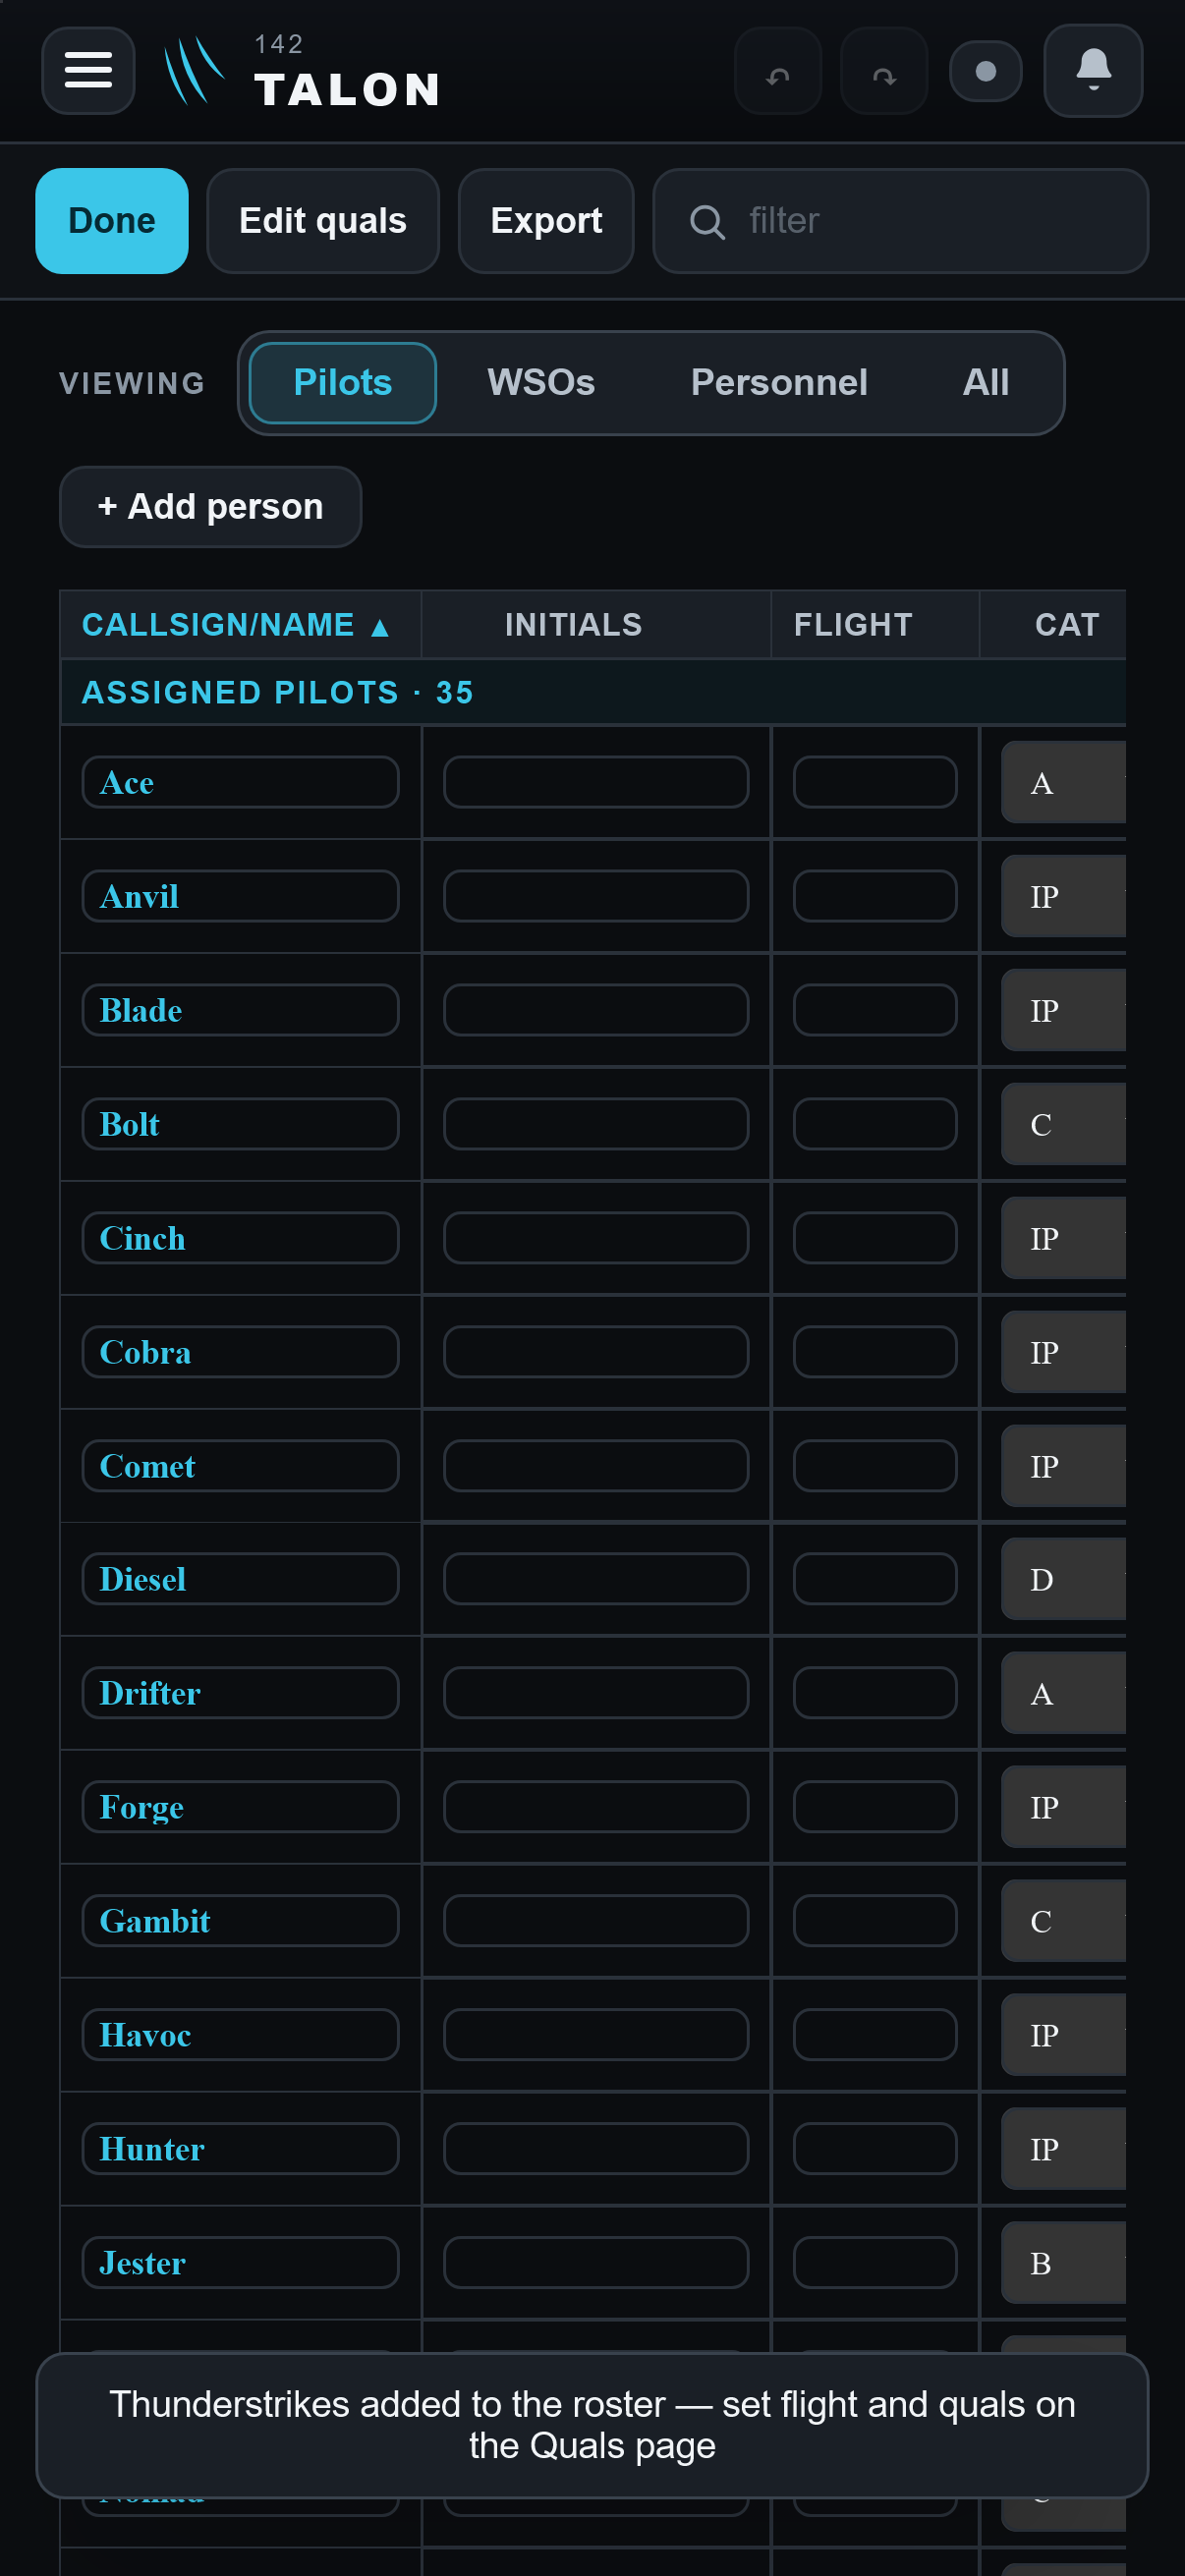 142
TALON
Done
Edit quals
Export
filter
VIEWING
Pilots
WSOs
Personnel
All
+ Add person
CALLSIGN/NAME ▲ INITIALS FLIGHT CAT
ASSIGNED PILOTS · 35
Ace A
Anvil IP
Blade IP
Bolt C
Cinch IP
Cobra IP
Comet IP
Diesel D
Drifter A
Forge IP
Gambit C
Havoc IP
Hunter IP
Jester B
Thunderstrikes added to the roster — set flight and quals on
the Quals page